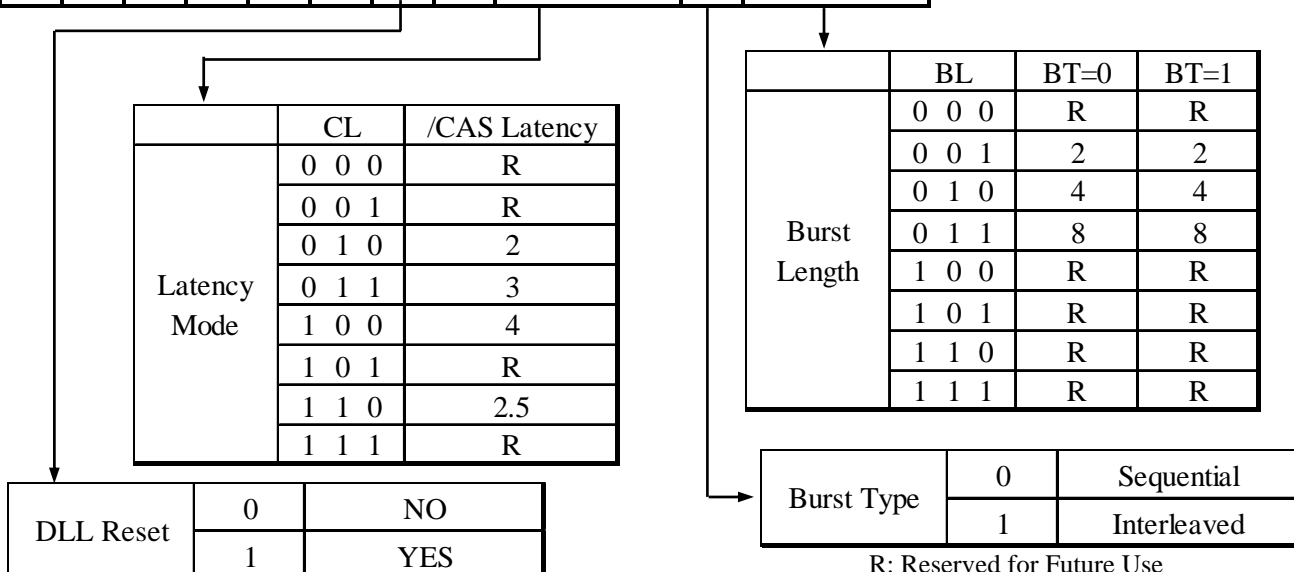 CL /CAS Latency
Latency Mode
0 0 0 R
0 0 1 R
0 1 0 2
0 1 1 3
1 0 0 4
1 0 1 R
1 1 0 2.5
1 1 1 R
BL BT=0 BT=1
Burst Length
0 0 0 R R
0 0 1 2 2
0 1 0 4 4
0 1 1 8 8
1 0 0 R R
1 0 1 R R
1 1 0 R R
1 1 1 R R
DLL Reset
0 NO
1 YES
Burst Type
0 Sequential
1 Interleaved
R: Reserved for Future Use